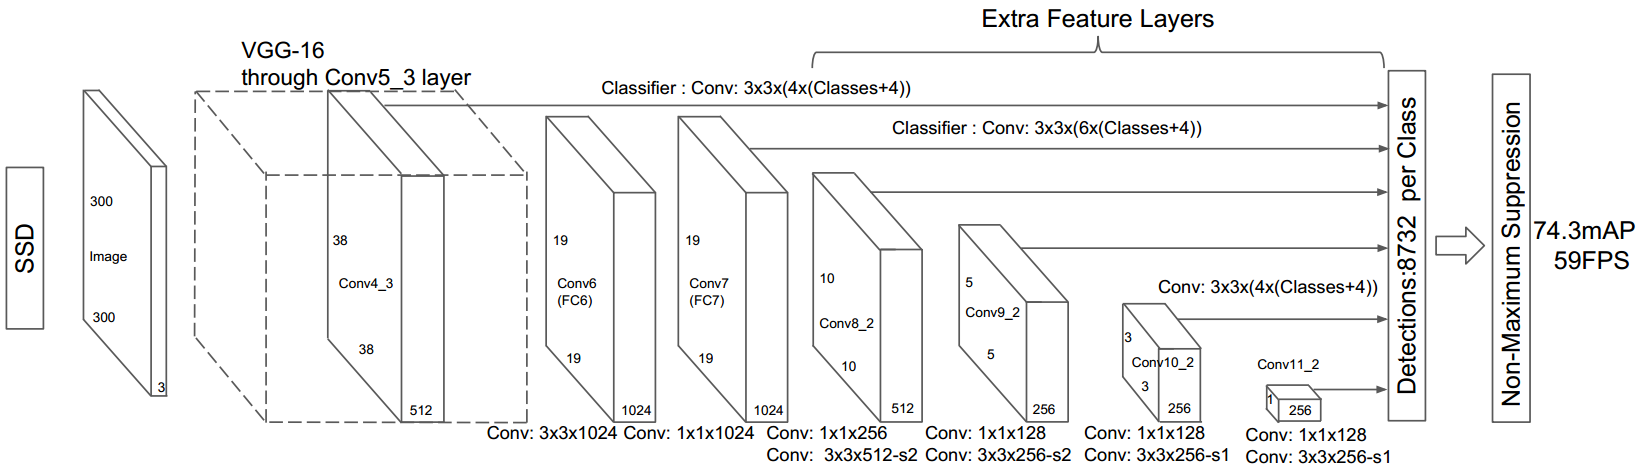 Extra Feature Layers
VGG-16
through Conv5_3 layer
Classifier : Conv: 3x3x(4x(Classes+4))
Classifier : Conv: 3x3x(6x(Classes+4))
SSD
300
Image
300
3
38
Conv4_3
38
512
19
Conv6
(FC6)
19
1024
19
Conv7
(FC7)
19
1024
10
Conv8_2
10
512
5
Conv9_2
5
256
Conv: 3x3x(4x(Classes+4))
3
Conv10_2
3
256
Conv11_2
1
256
Detections:8732 per Class
Non-Maximum Suppression
74.3mAP
59FPS
Conv: 3x3x1024
Conv: 1x1x1024
Conv: 1x1x256
Conv: 3x3x512-s2
Conv: 1x1x128
Conv: 3x3x256-s2
Conv: 1x1x128
Conv: 3x3x256-s1
Conv: 1x1x128
Conv: 3x3x256-s1